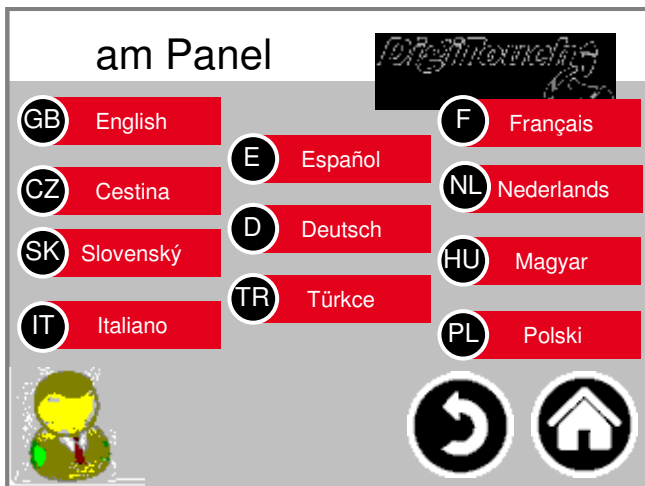 am Panel
DigiTouch
GB English
CZ Cestina
SK Slovenský
IT Italiano
E Español
D Deutsch
TR Türkce
F Français
NL Nederlands
HU Magyar
PL Polski